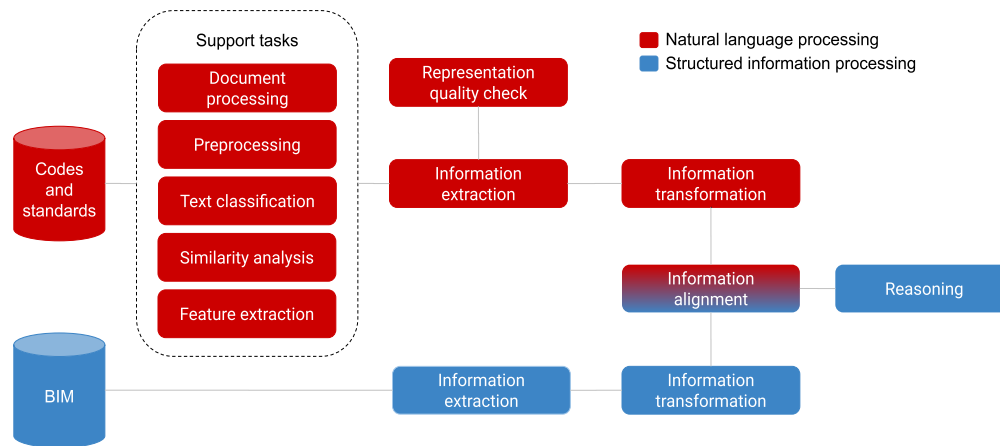 Support tasks
Document
processing
Preprocessing
Text classification
Similarity analysis
Feature extraction
Codes
and
standards
BIM
Representation
quality check
Information
extraction
Information
transformation
Information
alignment
Reasoning
Information
extraction
Information
transformation
Natural language processing
Structured information processing